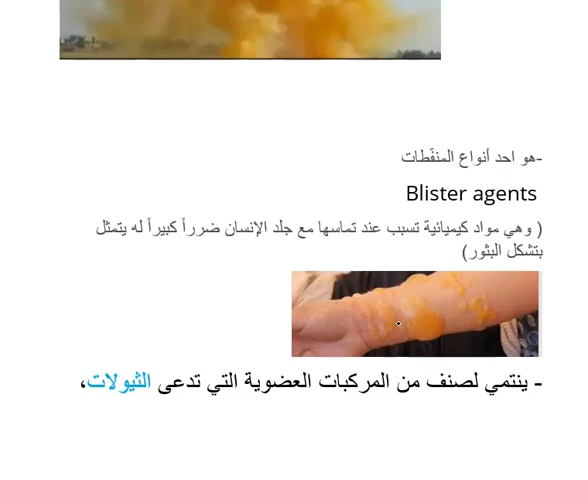 -هو احد أنواع المنفّطات
Blister agents
( وهي مواد كيميائية تسبب عند تماسها مع جلد الإنسان ضرراً كبيراً له يتمثل
بتشكل البثور)
- ينتمي لصنف من المركبات العضوية التي تدعى الثيولات،